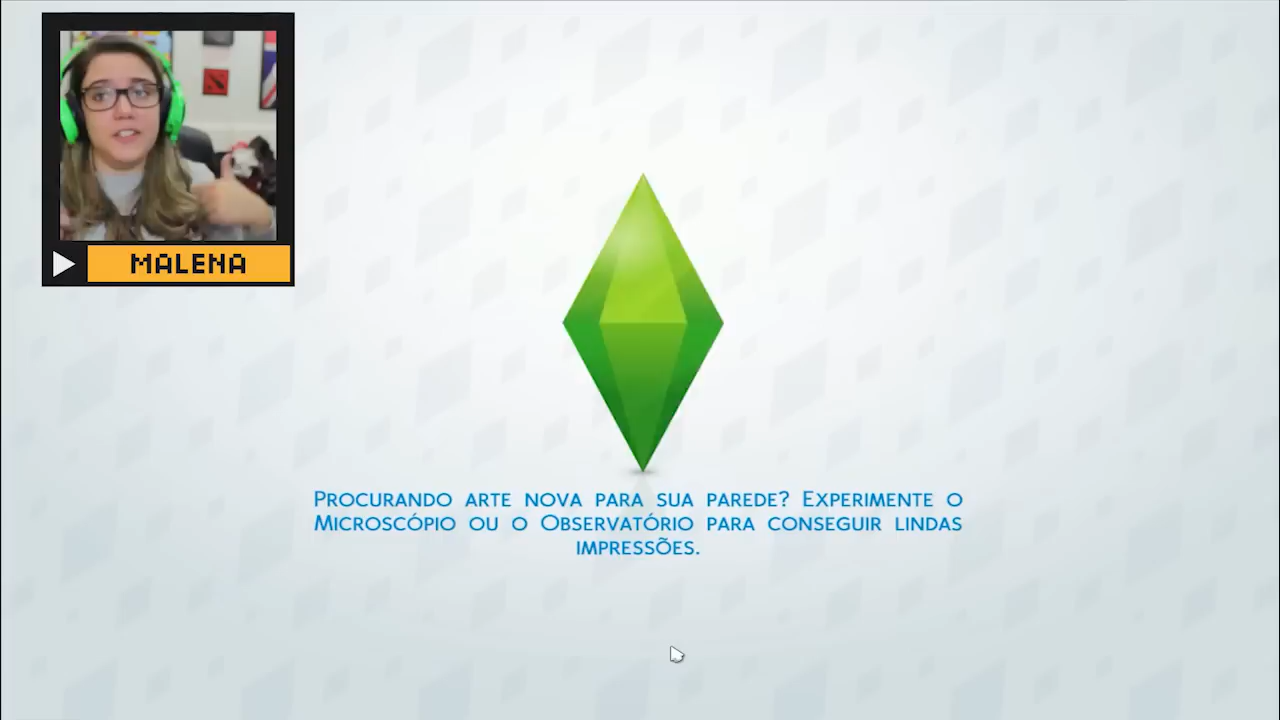 MALENA
Procurando arte nova para sua parede? Experimente o
Microscópio ou o Observatório para conseguir lindas
impressões.